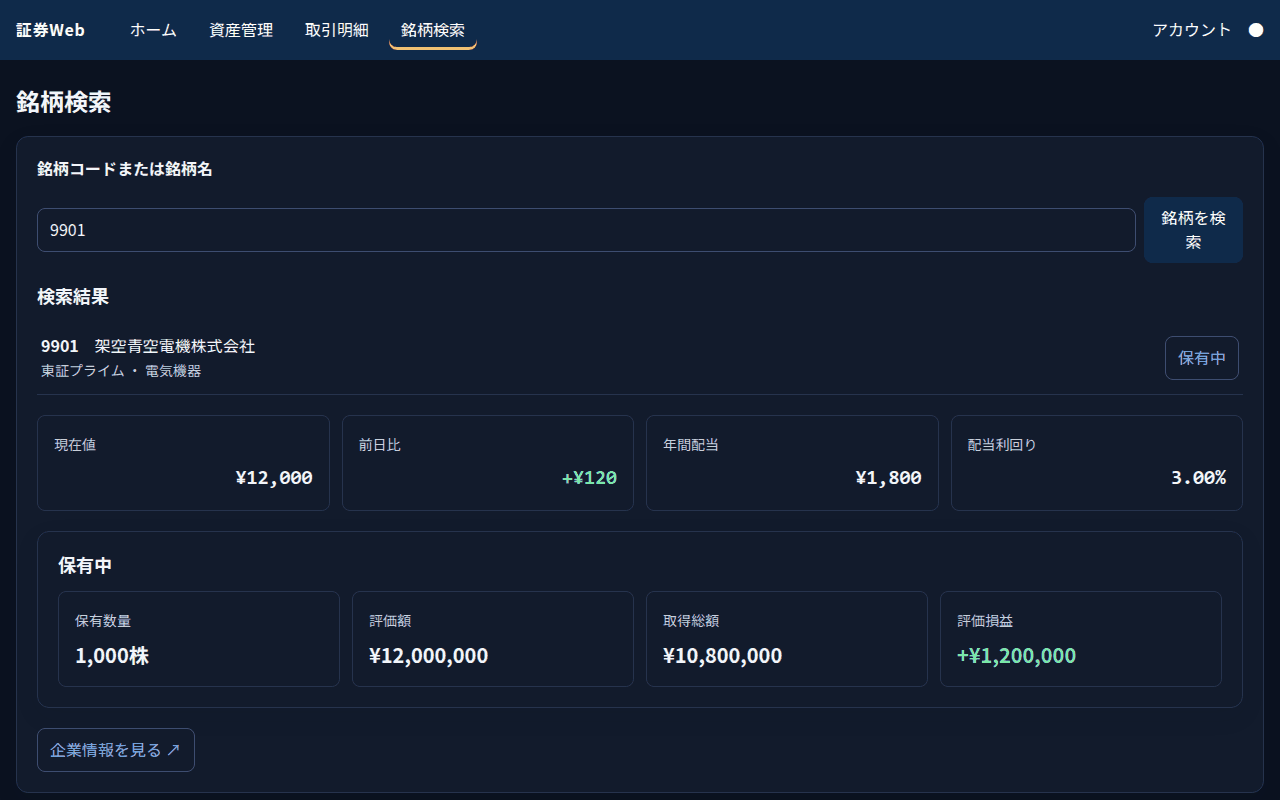 証券Web ホーム 資産管理 取引明細 銘柄検索 アカウント
銘柄検索
銘柄コードまたは銘柄名
9901
銘柄を検
索
検索結果
9901 架空青空電機株式会社
東証プライム ・ 電気機器
保有中
現在値 前日比 年間配当 配当利回り
¥12,000 +¥120 ¥1,800 3.00%
保有中
保有数量 評価額 取得総額 評価損益
1,000株 ¥12,000,000 ¥10,800,000 +¥1,200,000
企業情報を見る ↗